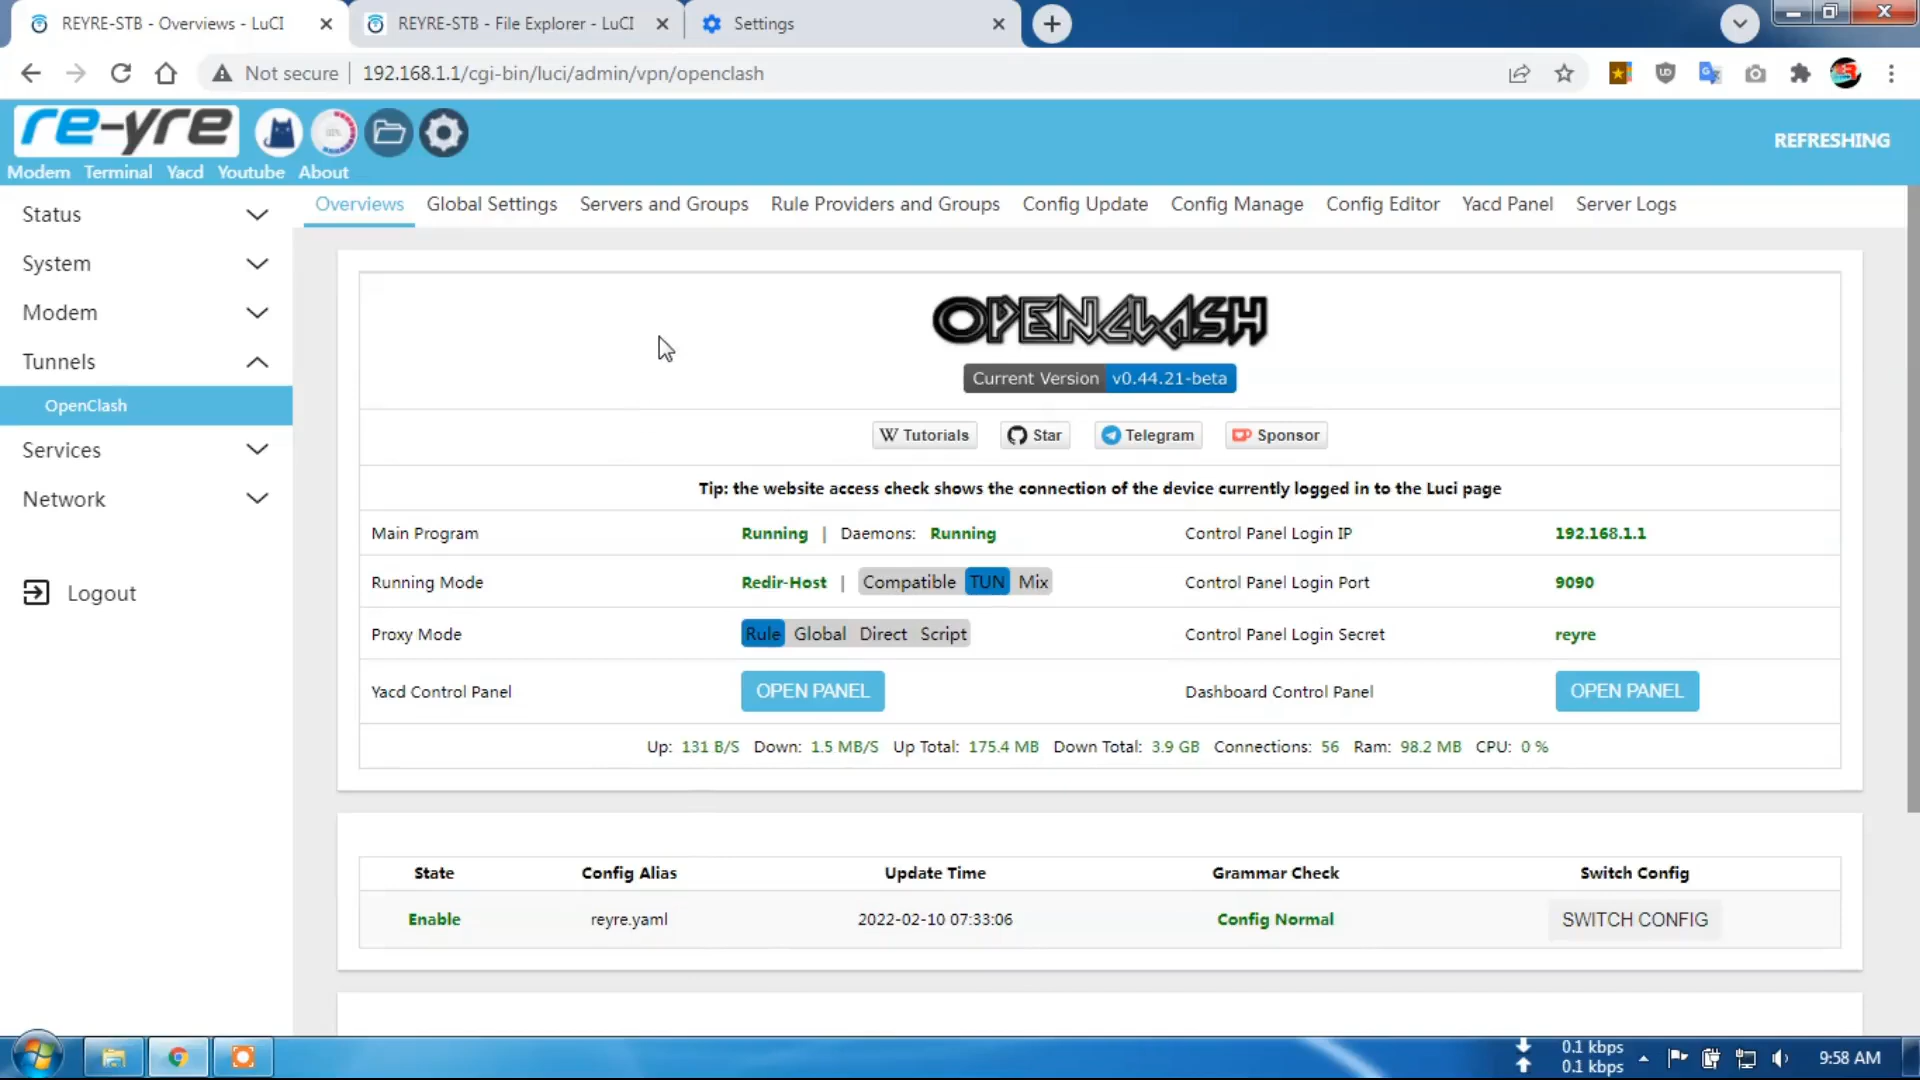 REYRE-STB - Overviews - LuCI
REYRE-STB - File Explorer - LuCI
Settings
Not secure
192.168.1.1/cgi-bin/luci/admin/vpn/openclash
re-yre
REFRESHING
Modem Terminal Yacd Youtube About
Overviews Global Settings Servers and Groups Rule Providers and Groups Config Update Config Manage Config Editor Yacd Panel Server Logs
Status
System
Modem
Tunnels
OpenClash
Services
Network
Logout
OPENCLASH
Current Version v0.44.21-beta
W Tutorials Star Telegram Sponsor
Tip: the website access check shows the connection of the device currently logged in to the Luci page
Main Program Running | Daemons: Running Control Panel Login IP 192.168.1.1
Running Mode Redir-Host | Compatible TUN Mix Control Panel Login Port 9090
Proxy Mode Rule Global Direct Script Control Panel Login Secret reyre
Yacd Control Panel OPEN PANEL Dashboard Control Panel OPEN PANEL
Up: 131 B/S Down: 1.5 MB/S Up Total: 175.4 MB Down Total: 3.9 GB Connections: 56 Ram: 98.2 MB CPU: 0 %
State Config Alias Update Time Grammar Check Switch Config
Enable reyre.yaml 2022-02-10 07:33:06 Config Normal SWITCH CONFIG
0.1 kbps
0.1 kbps
9:58 AM